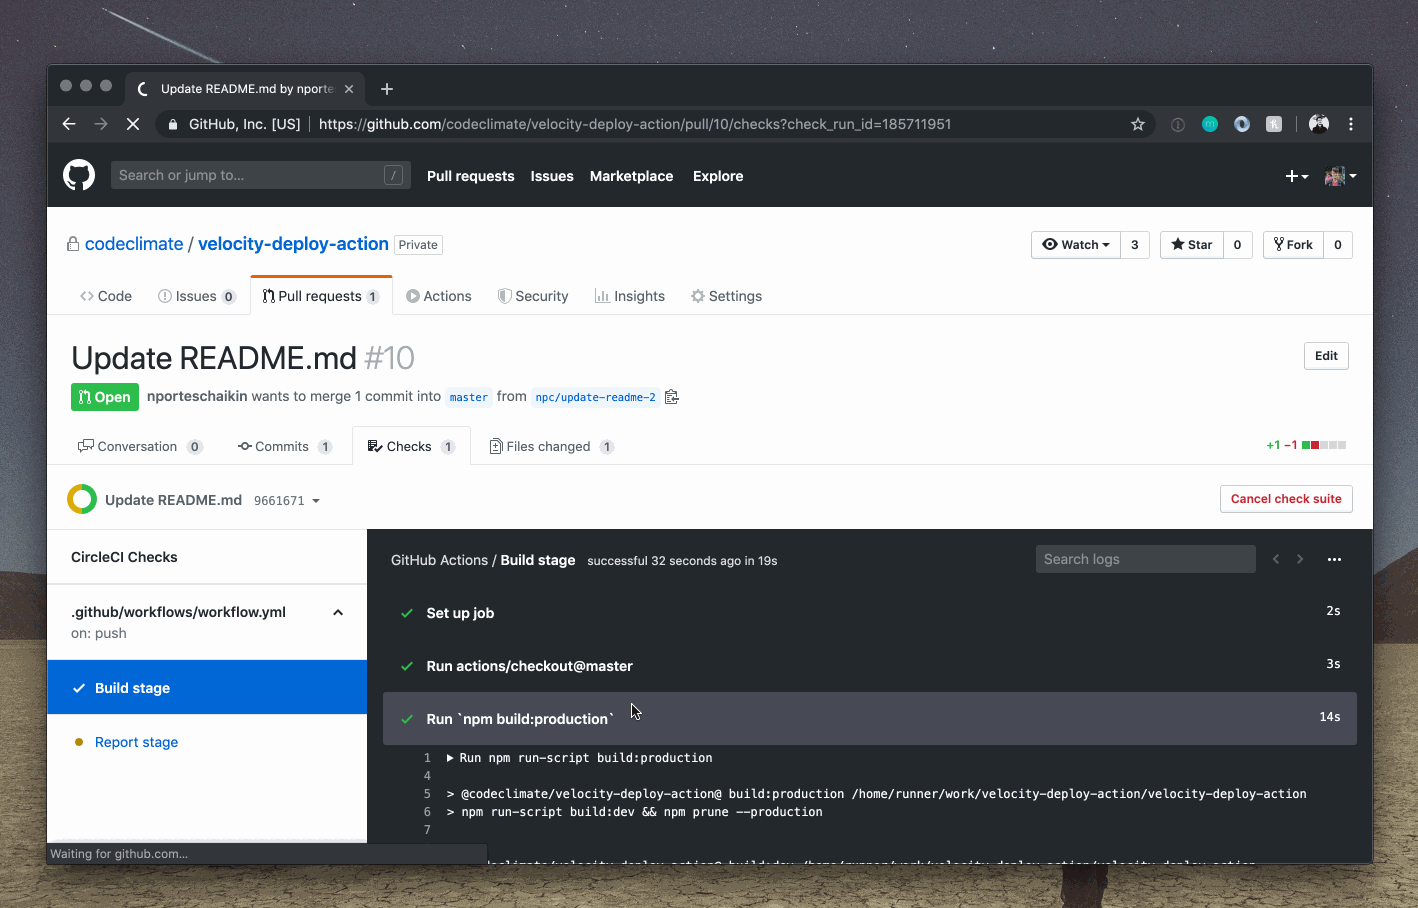 Update README.md by nporte
GitHub, Inc. [US] | https://github.com/codeclimate/velocity-deploy-action/pull/10/checks?check_run_id=185711951
Search or jump to... /
Pull requests Issues Marketplace Explore
codeclimate / velocity-deploy-action Private
Watch 3 Star 0 Fork 0
Code Issues 0 Pull requests 1 Actions Security Insights Settings
Update README.md #10
Edit
Open nporteschaikin wants to merge 1 commit into master from npc/update-readme-2
Conversation 0 Commits 1 Checks 1 Files changed 1
+1 −1
Update README.md 9661671
Cancel check suite
CircleCI Checks
.github/workflows/workflow.yml
on: push
Build stage
Report stage
GitHub Actions / Build stage successful 32 seconds ago in 19s
Search logs
Set up job 2s
Run actions/checkout@master 3s
Run `npm build:production` 14s
1 Run npm run-script build:production
4
5 > @codeclimate/velocity-deploy-action@ build:production /home/runner/work/velocity-deploy-action/velocity-deploy-action
6 > npm run-script build:dev && npm prune --production
7
Waiting for github.com...